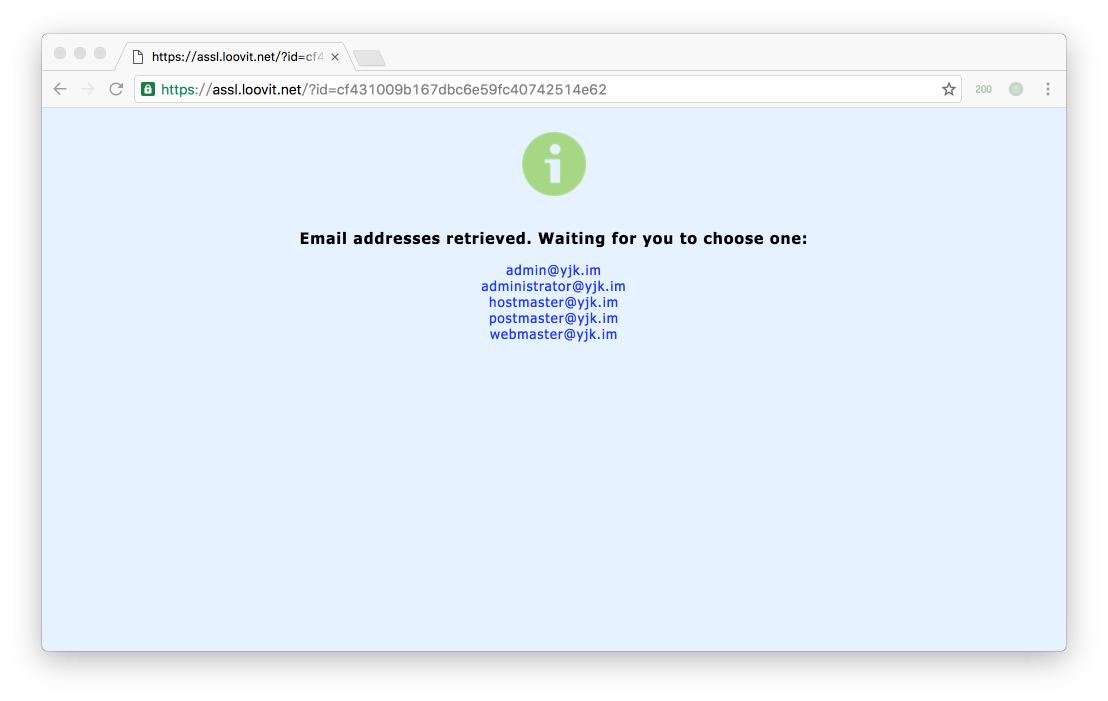 https://assl.loovit.net/?id=cf4
https://assl.loovit.net/?id=cf431009b167dbc6e59fc40742514e62
200
Email addresses retrieved. Waiting for you to choose one:
admin@yjk.im
administrator@yjk.im
hostmaster@yjk.im
postmaster@yjk.im
webmaster@yjk.im